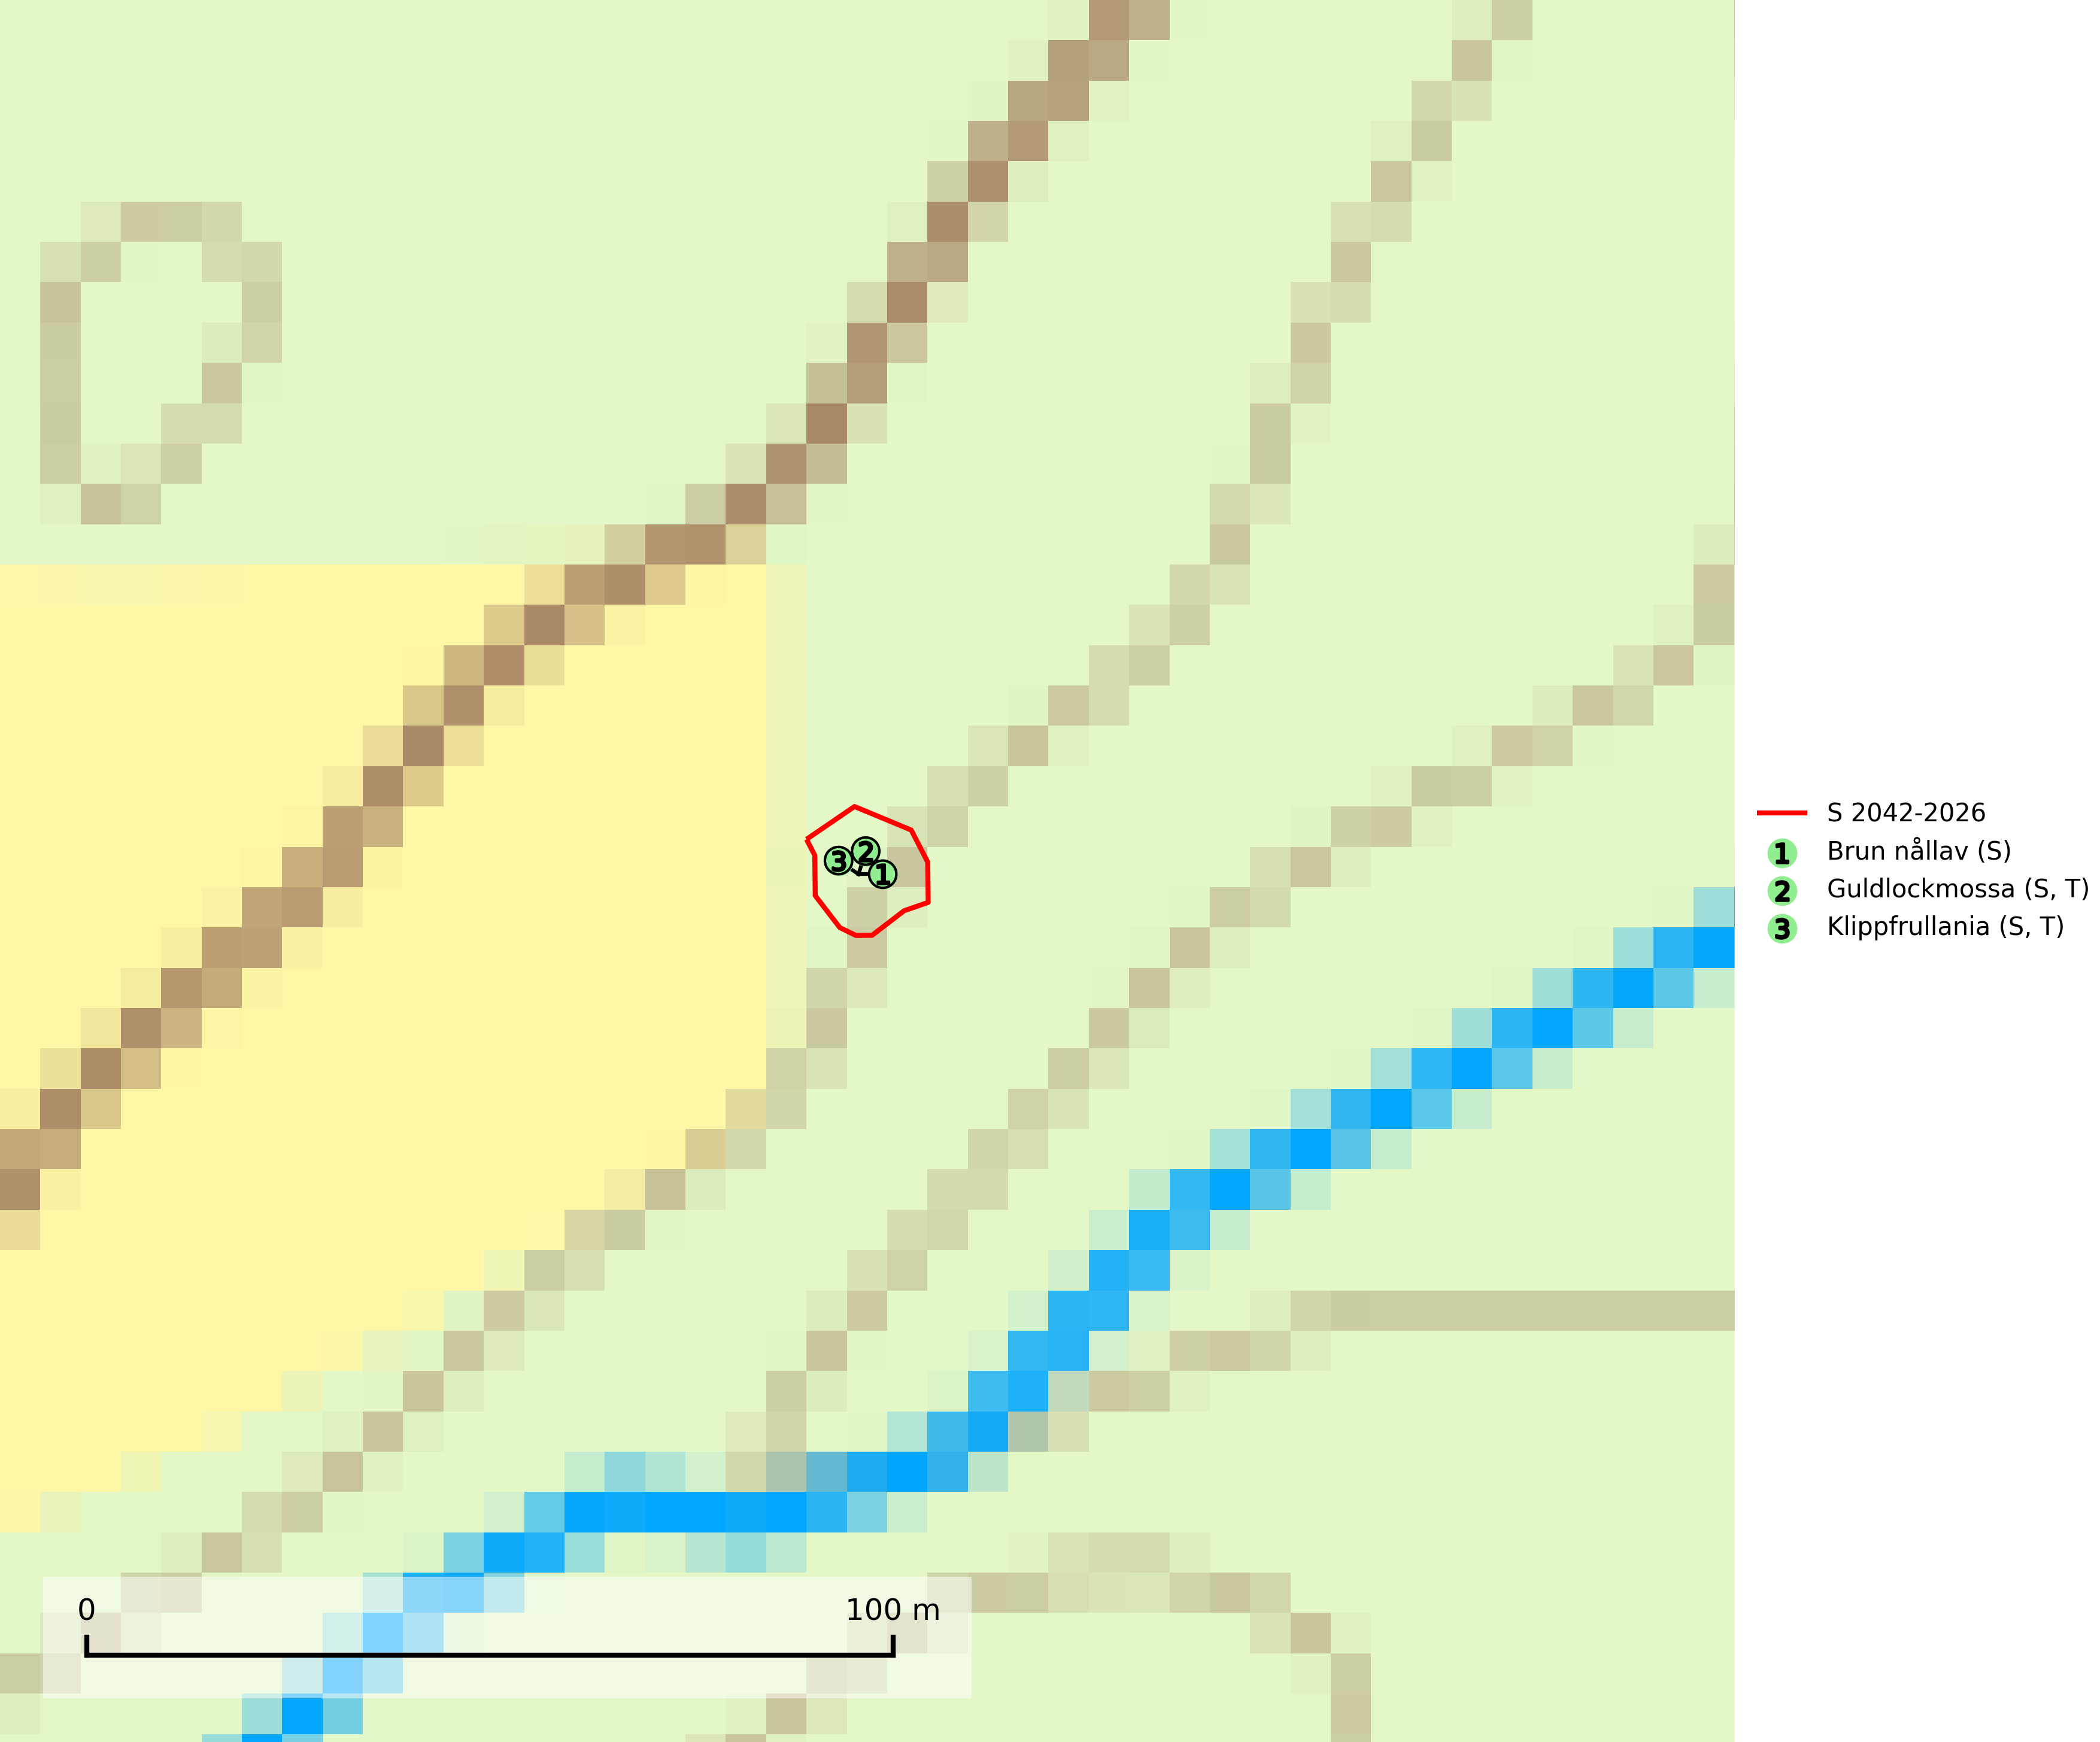 S 2042-2026
1 Brun nållav (S)
2 Guldlockmossa (S, T)
3 Klippfrullania (S, T)
3 2 1
0 100 m